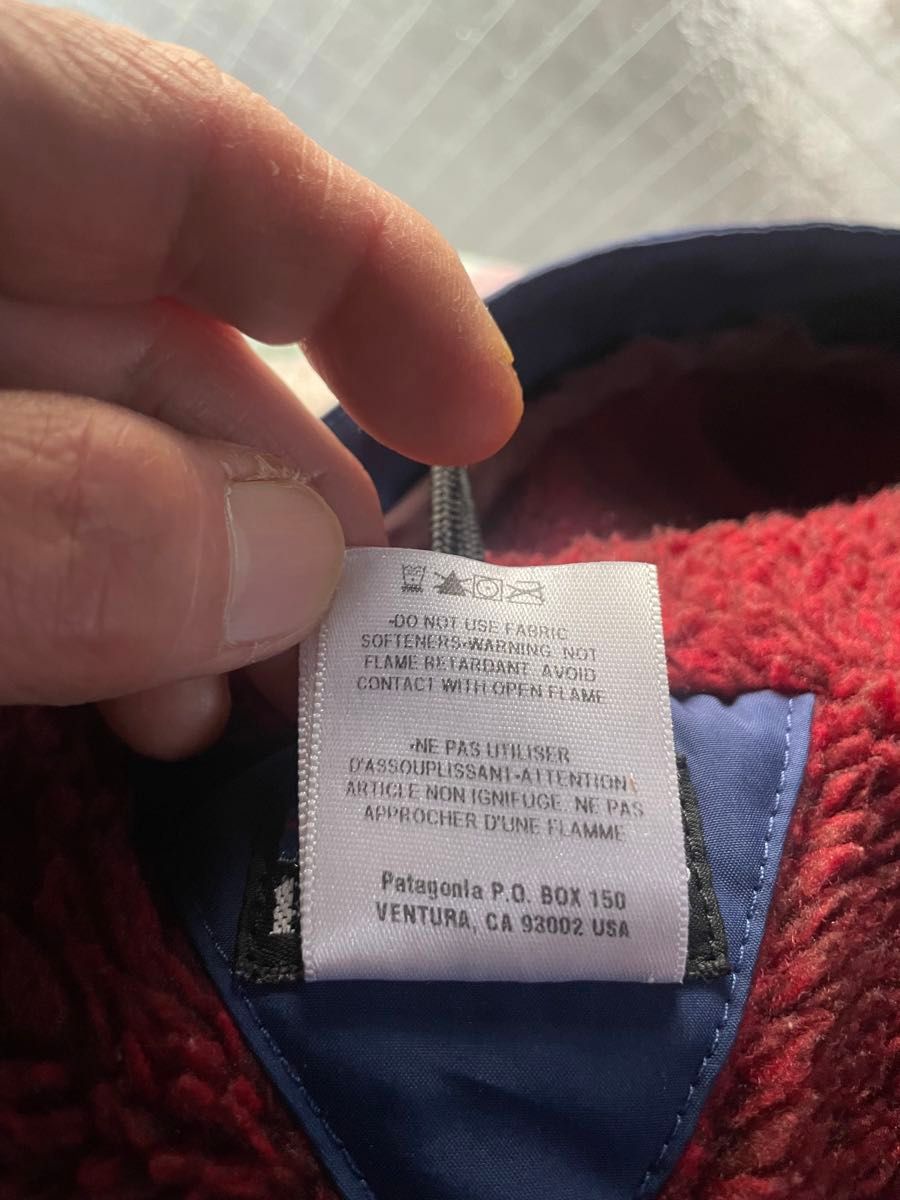 -DO NOT USE FABRIC
SOFTENERS-WARNING NOT
FLAME RETARDANT AVOID
CONTACT WITH OPEN FLAME
-NE PAS UTILISER
D'ASSOUPLISSANT-ATTENTION
ARTICLE NON IGNIFUGE. NE PAS
APPROCHER D'UNE FLAMME
Patagonia P.O. BOX 150
VENTURA, CA 93002 USA